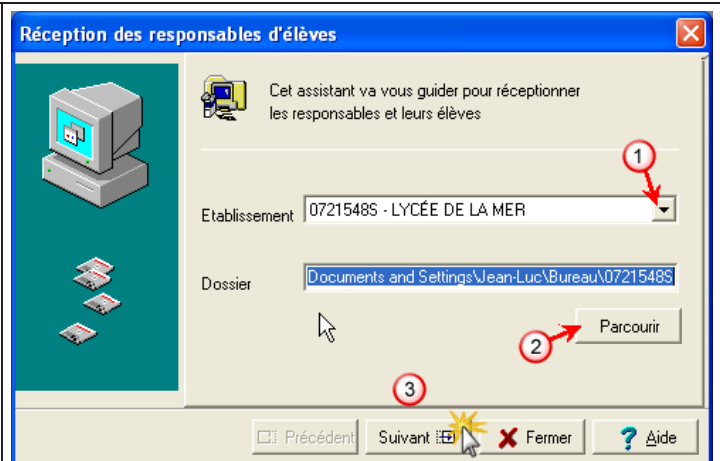 Réception des responsables d'élèves
Cet assistant va vous guider pour réceptionner
les responsables et leurs élèves
1
Etablissement 0721548S - LYCÉE DE LA MER
Dossier Documents and Settings\Jean-Luc\Bureau\0721548S
Parcourir
2
3
Précédent Suivant Fermer ? Aide